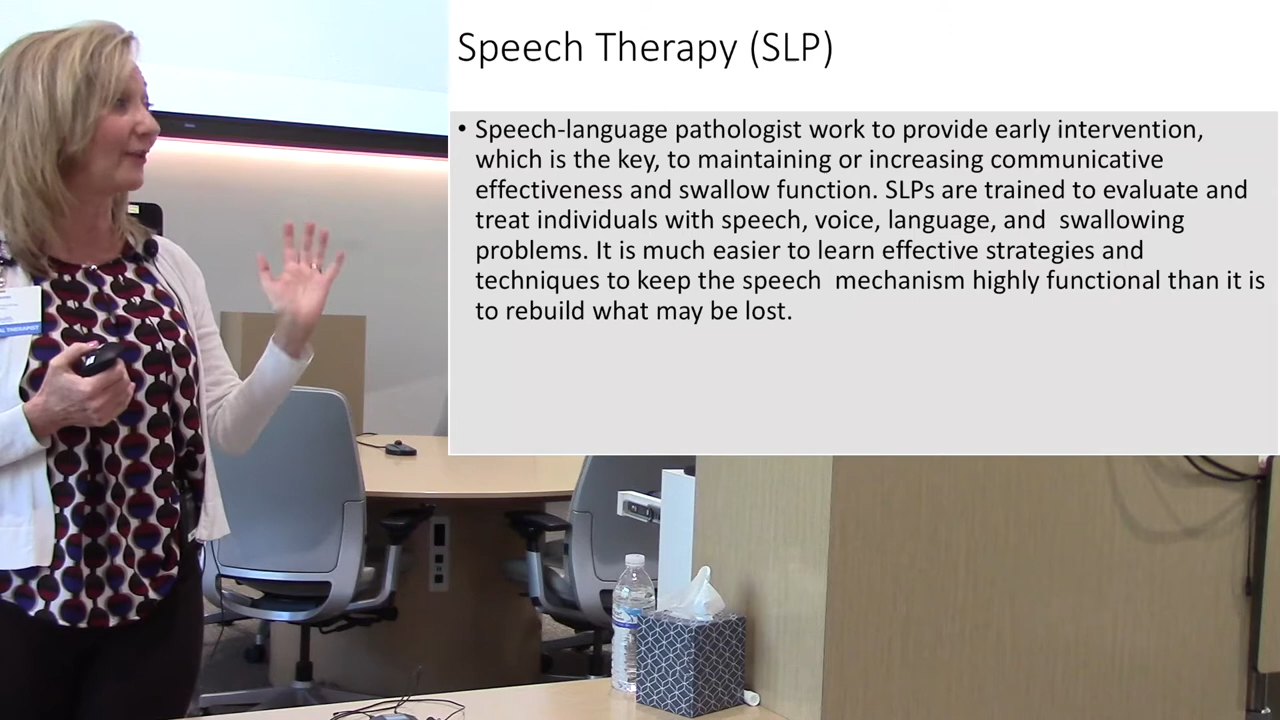 Speech Therapy (SLP)
• Speech-language pathologist work to provide early intervention,
which is the key, to maintaining or increasing communicative
effectiveness and swallow function. SLPs are trained to evaluate and
treat individuals with speech, voice, language, and  swallowing
problems. It is much easier to learn effective strategies and
techniques to keep the speech  mechanism highly functional than it is
to rebuild what may be lost.
THERAPIST